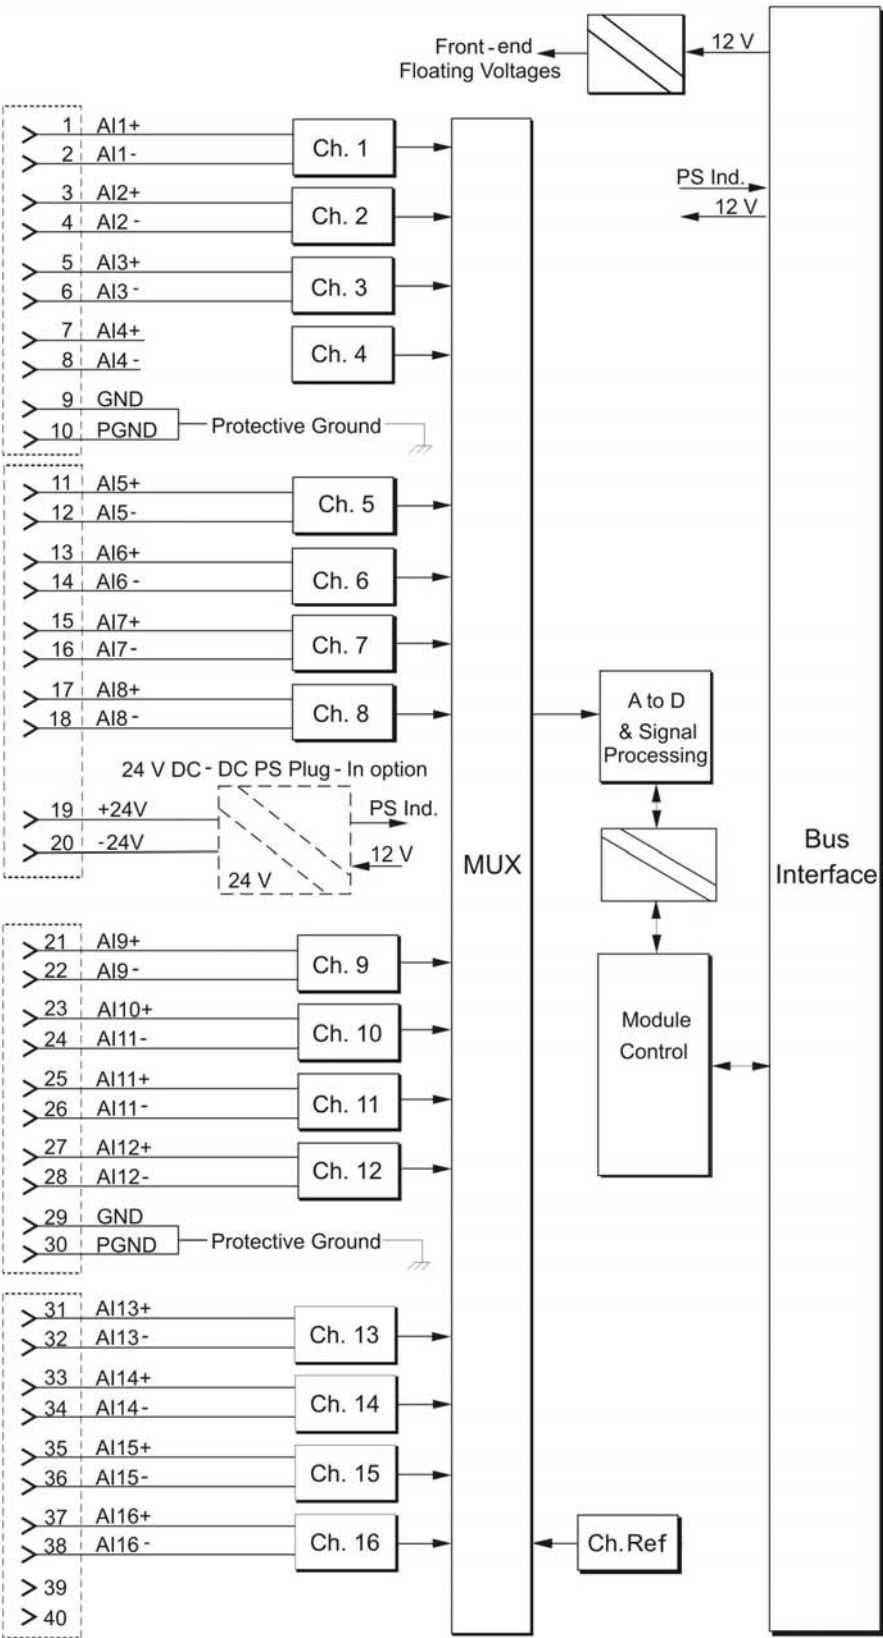 Front-end
Floating Voltages
12 V
PS Ind.
12 V
1 AI1+
2 AI1-
Ch. 1
3 AI2+
4 AI2 -
Ch. 2
5 AI3+
6 AI3 -
Ch. 3
7 AI4+
8 AI4 -
Ch. 4
9 GND
10 PGND
Protective Ground
11 AI5+
12 AI5-
Ch. 5
13 AI6+
14 AI6 -
Ch. 6
15 AI7+
16 AI7-
Ch. 7
17 AI8+
18 AI8 -
Ch. 8
24 V DC - DC PS Plug - In option
19 +24V
20 -24V
24 V
PS Ind.
12 V
21 AI9+
22 AI9 -
Ch. 9
23 AI10+
24 AI11-
Ch. 10
25 AI11+
26 AI11-
Ch. 11
27 AI12+
28 AI12-
Ch. 12
29 GND
30 PGND
Protective Ground
31 AI13+
32 AI13-
Ch. 13
33 AI14+
34 AI14-
Ch. 14
35 AI15+
36 AI15-
Ch. 15
37 AI16+
38 AI16 -
Ch. 16
39
40
MUX
A to D
& Signal
Processing
Module
Control
Ch.Ref
Bus
Interface